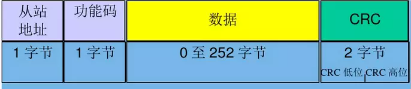 从站
地址
功能码
数据
CRC
1 字节
1 字节
0 至 252 字节
2 字节
CRC 低位 CRC 高位